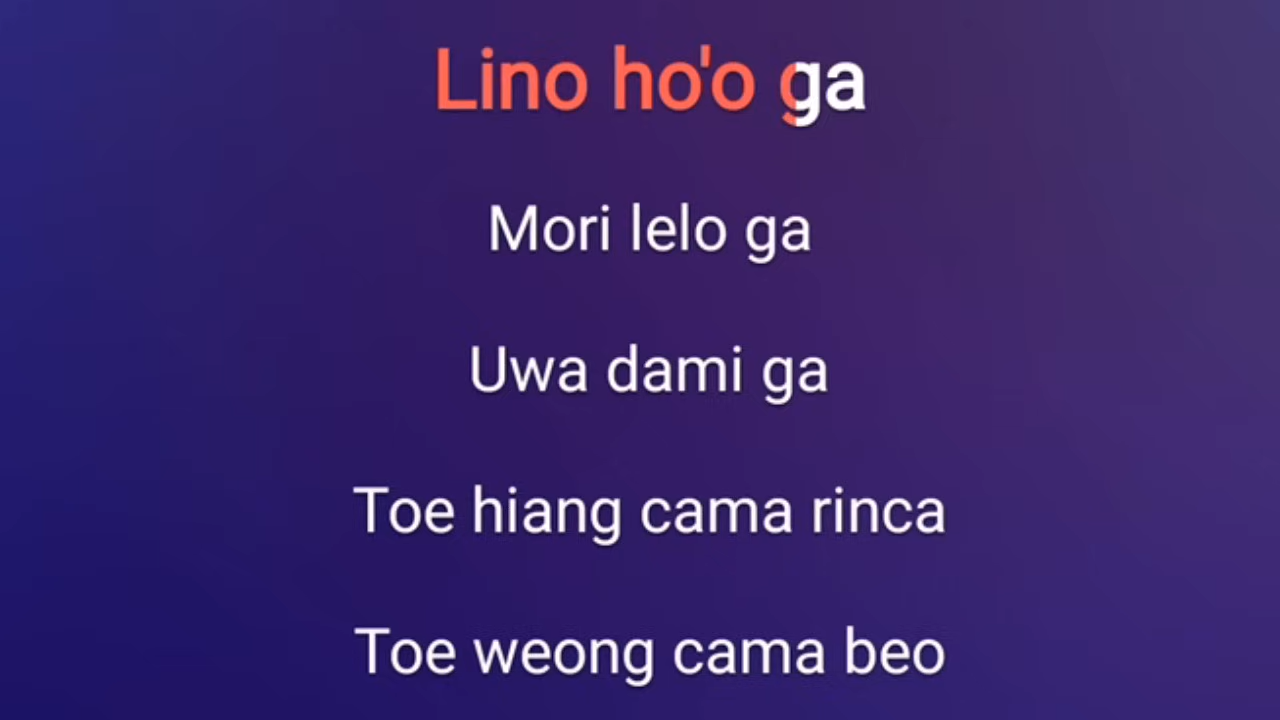 Lino ho'o ga
Mori lelo ga
Uwa dami ga
Toe hiang cama rinca
Toe weong cama beo